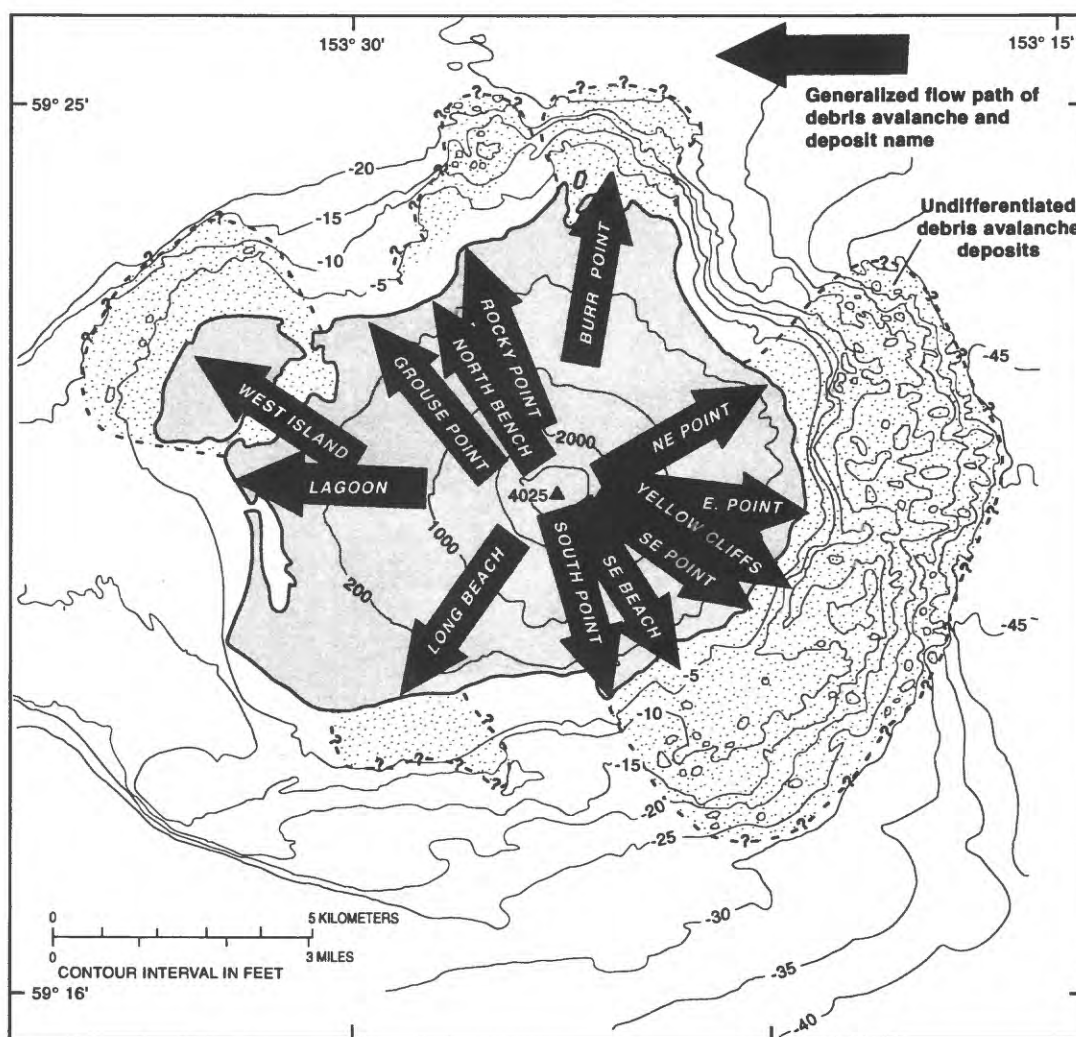 153° 30'
153° 15'
59° 25'
Generalized flow path of
debris avalanche and
deposit name
Undifferentiated
debris avalanche
deposits
-?-
-20
-15
-10
-5
BURR POINT
ROCKY POINT
NORTH BENCH
GROUSE POINT
WEST ISLAND
LAGOON
LONG BEACH
SOUTH POINT
SE BEACH
SE POINT
YELLOW CLIFFS
E. POINT
NE POINT
2000
4025
1000
200
-45
-45
-5
-10
-15
-20
-25
-30
-35
-40
0
5 KILOMETERS
0
3 MILES
CONTOUR INTERVAL IN FEET
59° 16'